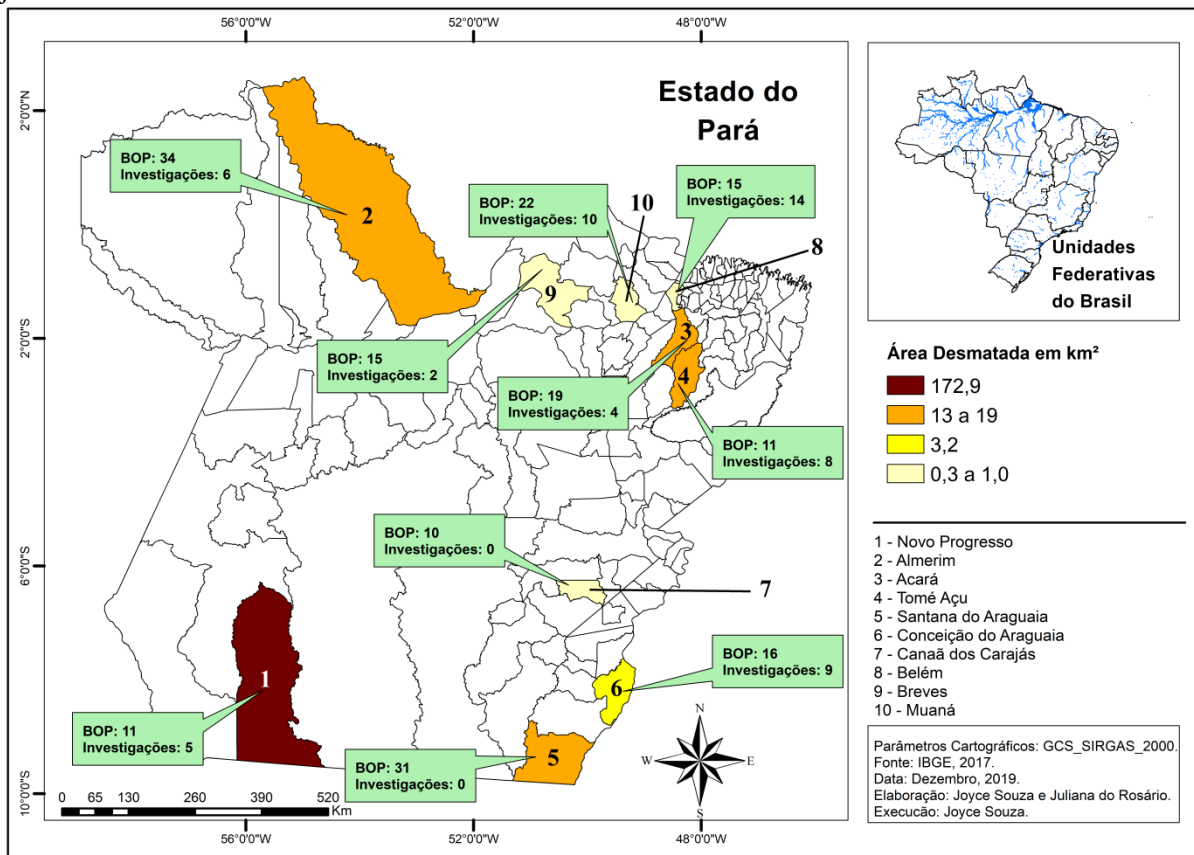 56°0'0"W
52°0'0"W
48°0'0"W
Estado do
Pará
2°0'0"N
BOP: 34
Investigações: 6
2
BOP: 22
Investigações: 10
10
BOP: 15
Investigações: 14
8
9
2°0'0"S
BOP: 15
Investigações: 2
3
4
BOP: 19
Investigações: 4
BOP: 11
Investigações: 8
BOP: 10
Investigações: 0
7
6°0'0"S
1
BOP: 11
Investigações: 5
BOP: 16
Investigações: 9
6
BOP: 31
Investigações: 0
5
N
W
E
S
10°0'0"S
0 65 130 260 390 520
Km
56°0'0"W
52°0'0"W
48°0'0"W
Unidades
Federativas
do Brasil
Área Desmatada em km²
172,9
13 a 19
3,2
0,3 a 1,0
1 - Novo Progresso
2 - Almerim
3 - Acará
4 - Tomé Açu
5 - Santana do Araguaia
6 - Conceição do Araguaia
7 - Canaã dos Carajás
8 - Belém
9 - Breves
10 - Muaná
Parâmetros Cartográficos: GCS_SIRGAS_2000.
Fonte: IBGE, 2017.
Data: Dezembro, 2019.
Elaboração: Joyce Souza e Juliana do Rosário.
Execucão: Joyce Souza.